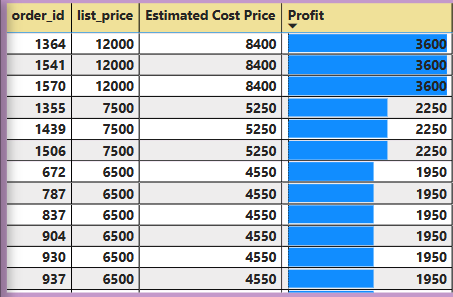 order_id list_price Estimated Cost Price Profit
1364 12000 8400 3600
1541 12000 8400 3600
1570 12000 8400 3600
1355 7500 5250 2250
1439 7500 5250 2250
1506 7500 5250 2250
672 6500 4550 1950
787 6500 4550 1950
837 6500 4550 1950
904 6500 4550 1950
930 6500 4550 1950
937 6500 4550 1950